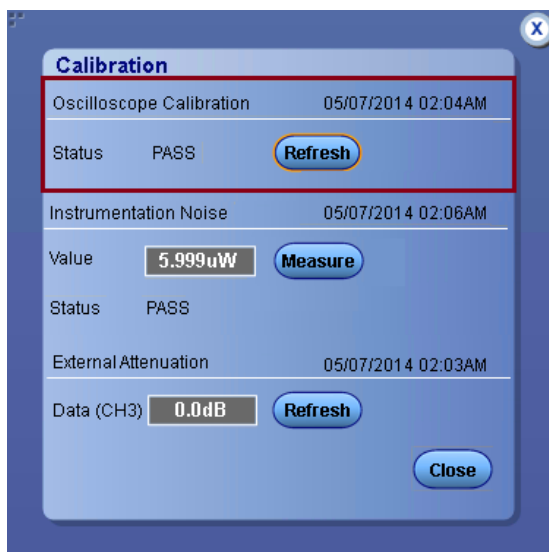 X
Calibration
Oscilloscope Calibration 05/07/2014 02:04AM
Status PASS Refresh
Instrumentation Noise 05/07/2014 02:06AM
Value 5.999uW Measure
Status PASS
External Attenuation 05/07/2014 02:03AM
Data (CH3) 0.0dB Refresh
Close